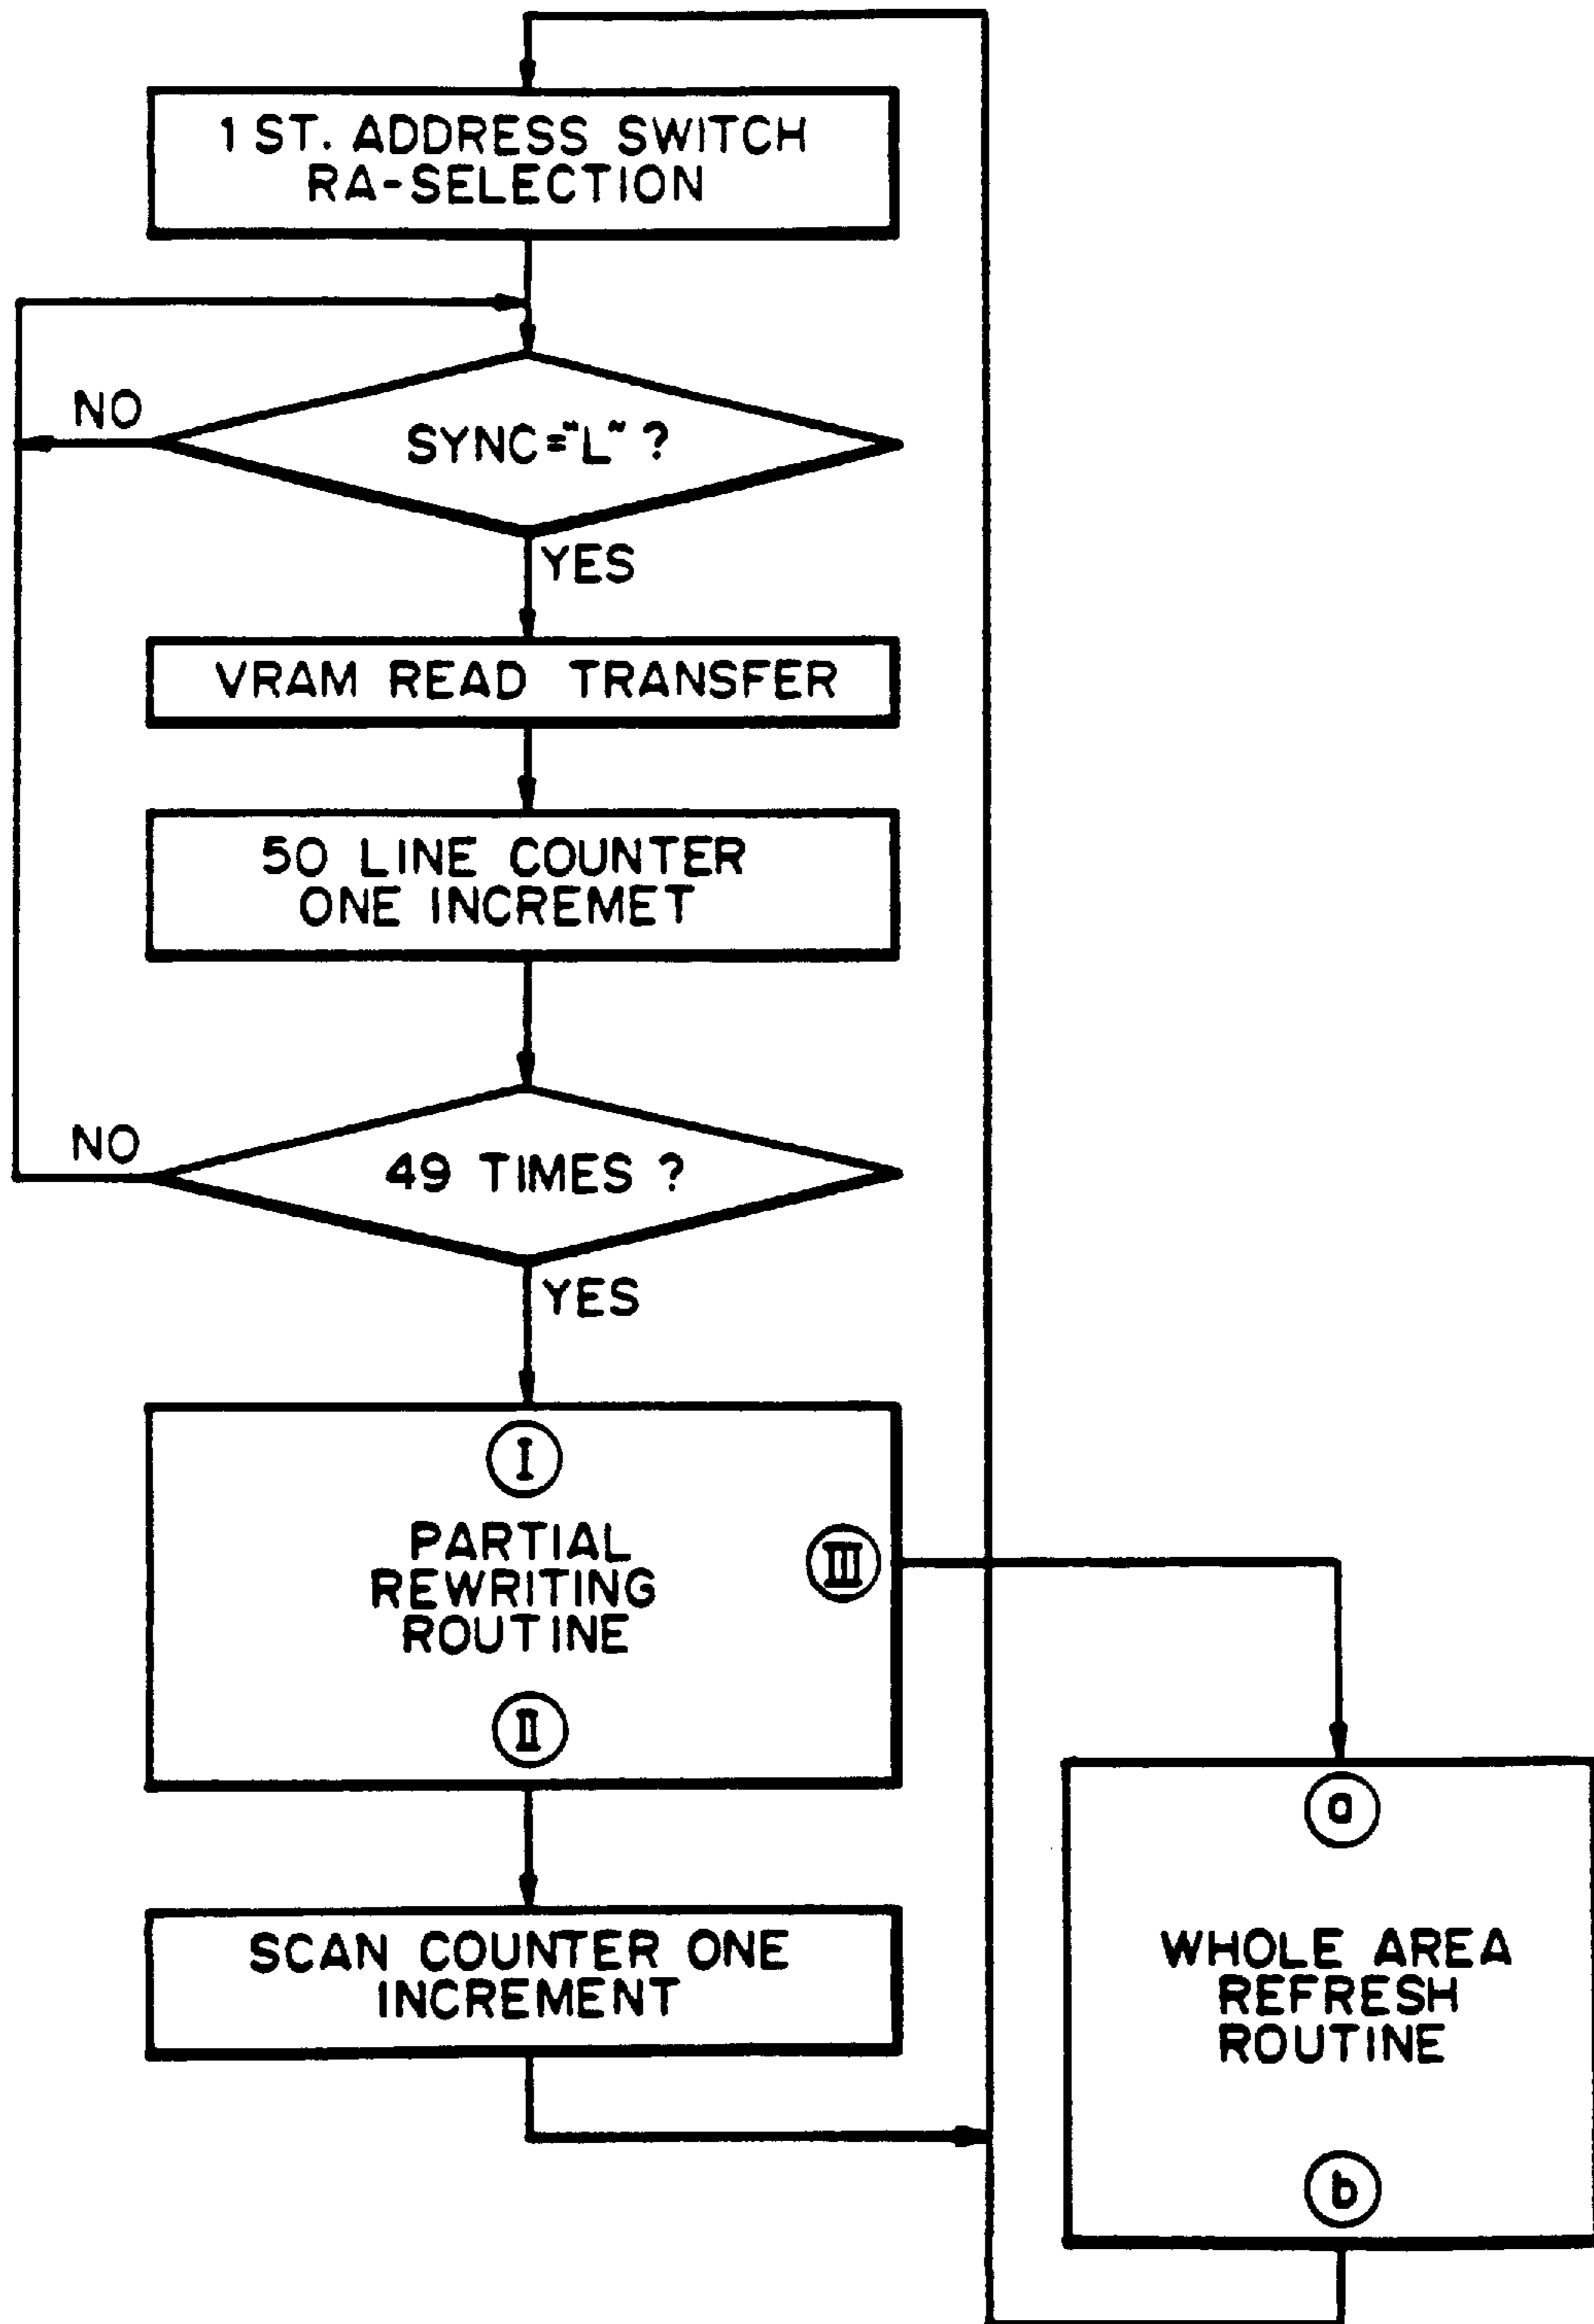 1 ST. ADDRESS SWITCH
RA-SELECTION
NO
SYNC="L" ?
YES
VRAM READ TRANSFER
50 LINE COUNTER
ONE INCREMET
NO
49 TIMES ?
YES
I
PARTIAL
REWRITING
ROUTINE
III
II
SCAN COUNTER ONE
INCREMENT
a
WHOLE AREA
REFRESH
ROUTINE
b